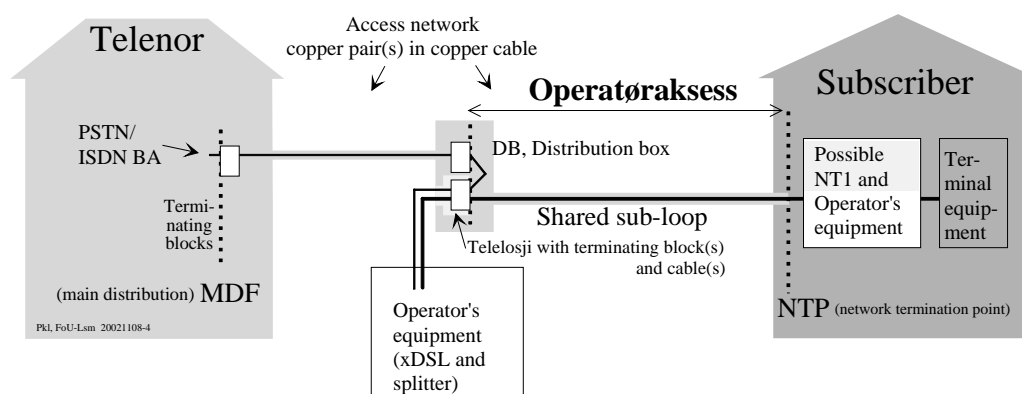 Telenor
Access network
copper pair(s) in copper cable
Operatøraksess
Subscriber
PSTN/
ISDN BA
DB, Distribution box
Possible
NT1 and
Operator's
equipment
Ter-
minal
equip-
ment
Termi-
nating
blocks
Shared sub-loop
Telelosji with terminating block(s)
and cable(s)
(main distribution) MDF
NTP (network termination point)
Pkl, FoU-Lsm 20021108-4
Operator's
equipment
(xDSL and
splitter)